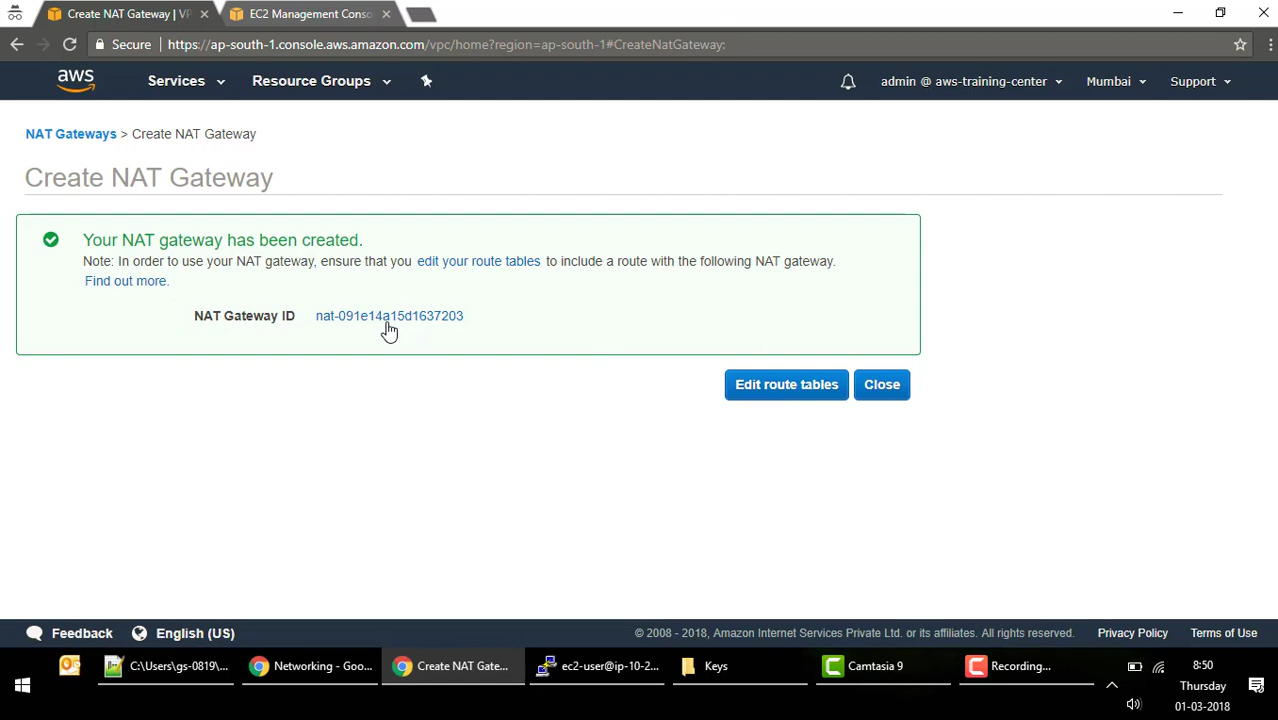 Create NAT Gateway | VP
EC2 Management Conso
Secure
https://ap-south-1.console.aws.amazon.com/vpc/home?region=ap-south-1#CreateNatGateway:
aws
Services
Resource Groups
admin @ aws-training-center
Mumbai
Support
NAT Gateways > Create NAT Gateway
Create NAT Gateway
Your NAT gateway has been created.
Note: In order to use your NAT gateway, ensure that you edit your route tables to include a route with the following NAT gateway.
Find out more.
NAT Gateway ID nat-091e14a15d1637203
Edit route tables
Close
Feedback
English (US)
© 2008 - 2018, Amazon Internet Services Private Ltd. or its affiliates. All rights reserved.
Privacy Policy
Terms of Use
C:\Users\gs-0819\...
Networking - Goo...
Create NAT Gate...
ec2-user@ip-10-2...
Keys
Camtasia 9
Recording...
8:50
Thursday
01-03-2018